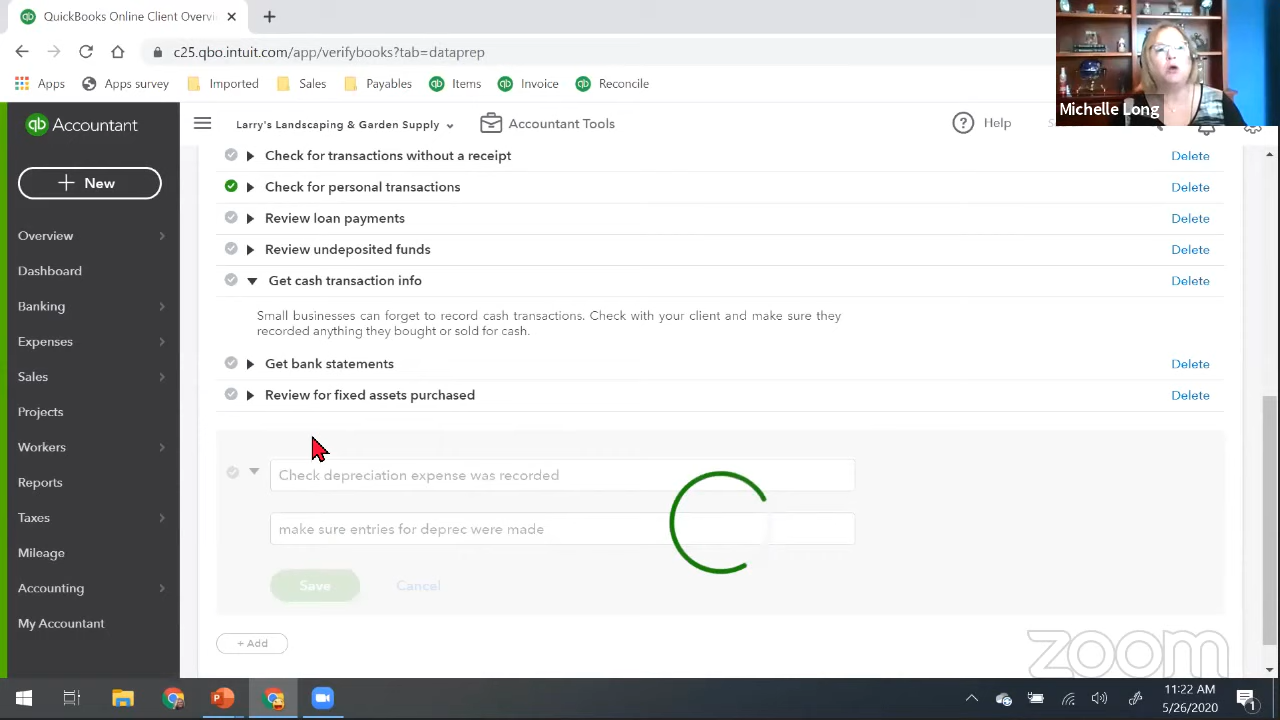 QuickBooks Online Client Overvi
c25.qbo.intuit.com/app/verifybooks?tab=dataprep
Apps
Apps survey
Imported
Sales
Payables
Items
Invoice
Reconcile
Michelle Long
qb Accountant
Larry's Landscaping & Garden Supply
Accountant Tools
Help
New
Overview
Dashboard
Banking
Expenses
Sales
Projects
Workers
Reports
Taxes
Mileage
Accounting
My Accountant
Check for transactions without a receipt Delete
Check for personal transactions Delete
Review loan payments Delete
Review undeposited funds Delete
Get cash transaction info Delete
Small businesses can forget to record cash transactions. Check with your client and make sure they
recorded anything they bought or sold for cash.
Get bank statements Delete
Review for fixed assets purchased Delete
Check depreciation expense was recorded
make sure entries for deprec were made
Save Cancel
+ Add
zoom
11:22 AM
5/26/2020
1